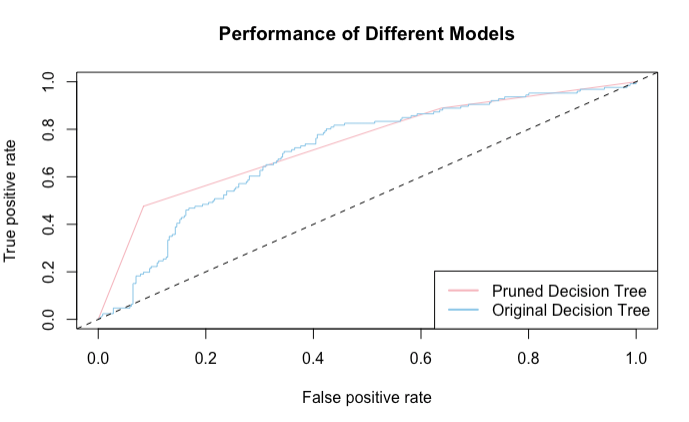 Performance of Different Models
True positive rate
1.0
0.8
0.6
0.4
0.2
0.0
Pruned Decision Tree
Original Decision Tree
0.0 0.2 0.4 0.6 0.8 1.0
False positive rate